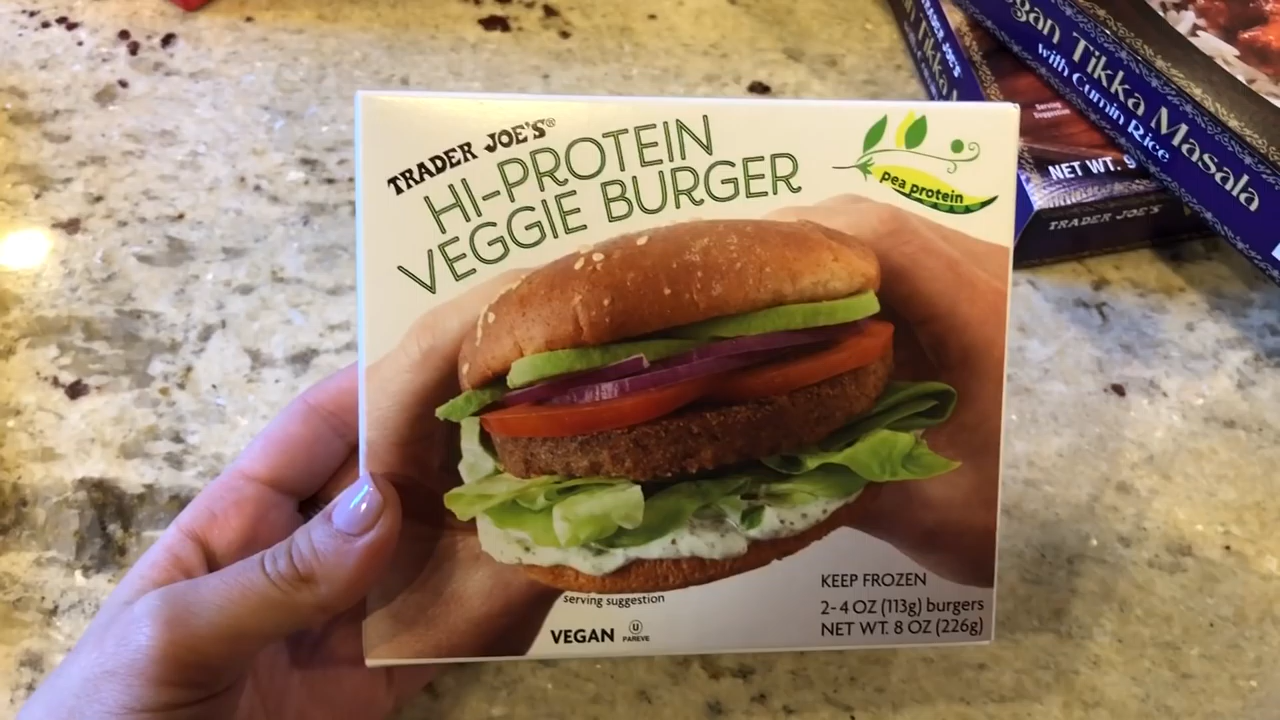 TRADER JOE'S®
HI-PROTEIN
VEGGIE BURGER
pea protein
serving suggestion
VEGAN
U
PAREVE
KEEP FROZEN
2-4 OZ (113g) burgers
NET WT. 8 OZ (226g)
TRADER JOE'S
Tikka
Serving
Suggestion
NET WT. 9
TRADER JOE'S
gan Tikka Masala
with Cumin Rice